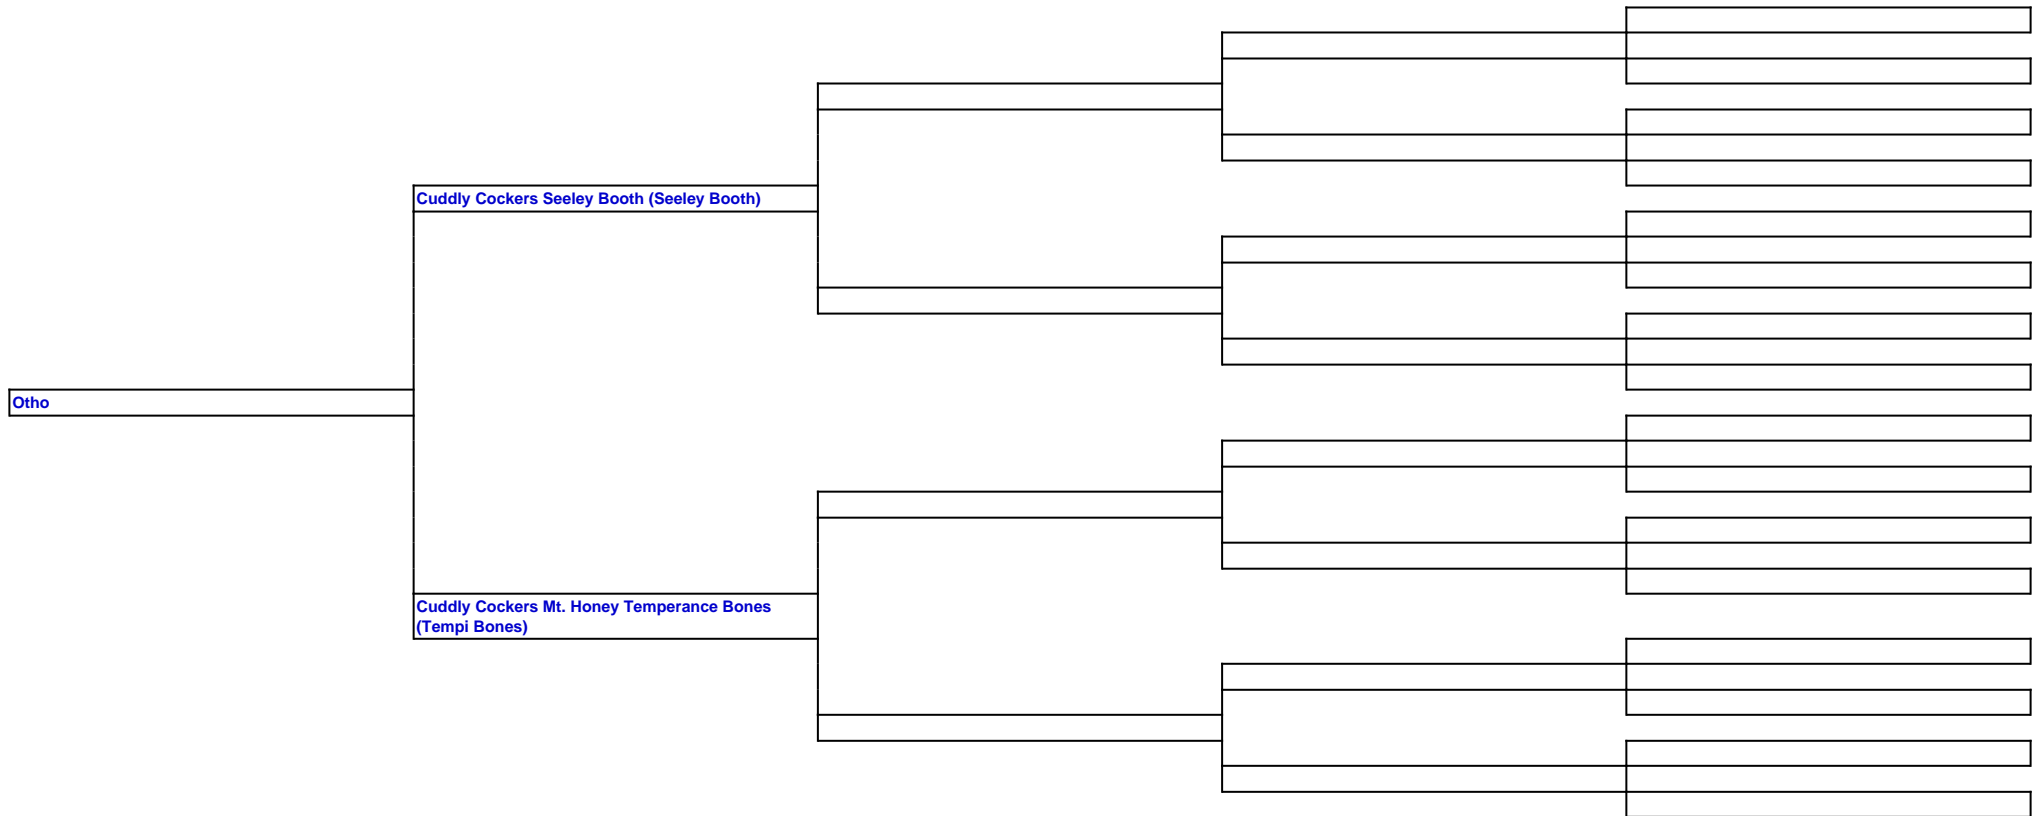 Cuddly Cockers Seeley Booth (Seeley Booth)
Otho
Cuddly Cockers Mt. Honey Temperance Bones
(Tempi Bones)